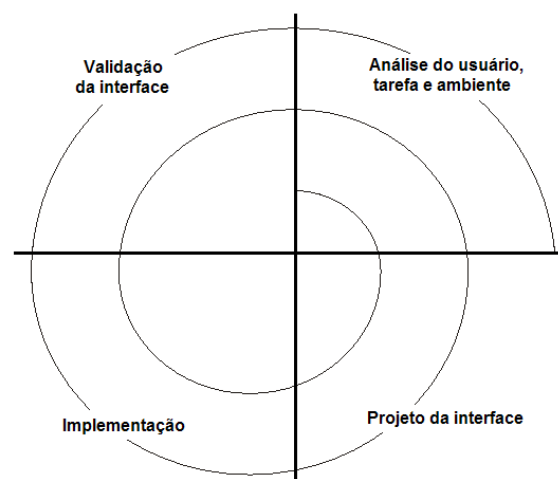 Validação
da interface
Análise do usuário,
tarefa e ambiente
Implementação
Projeto da interface